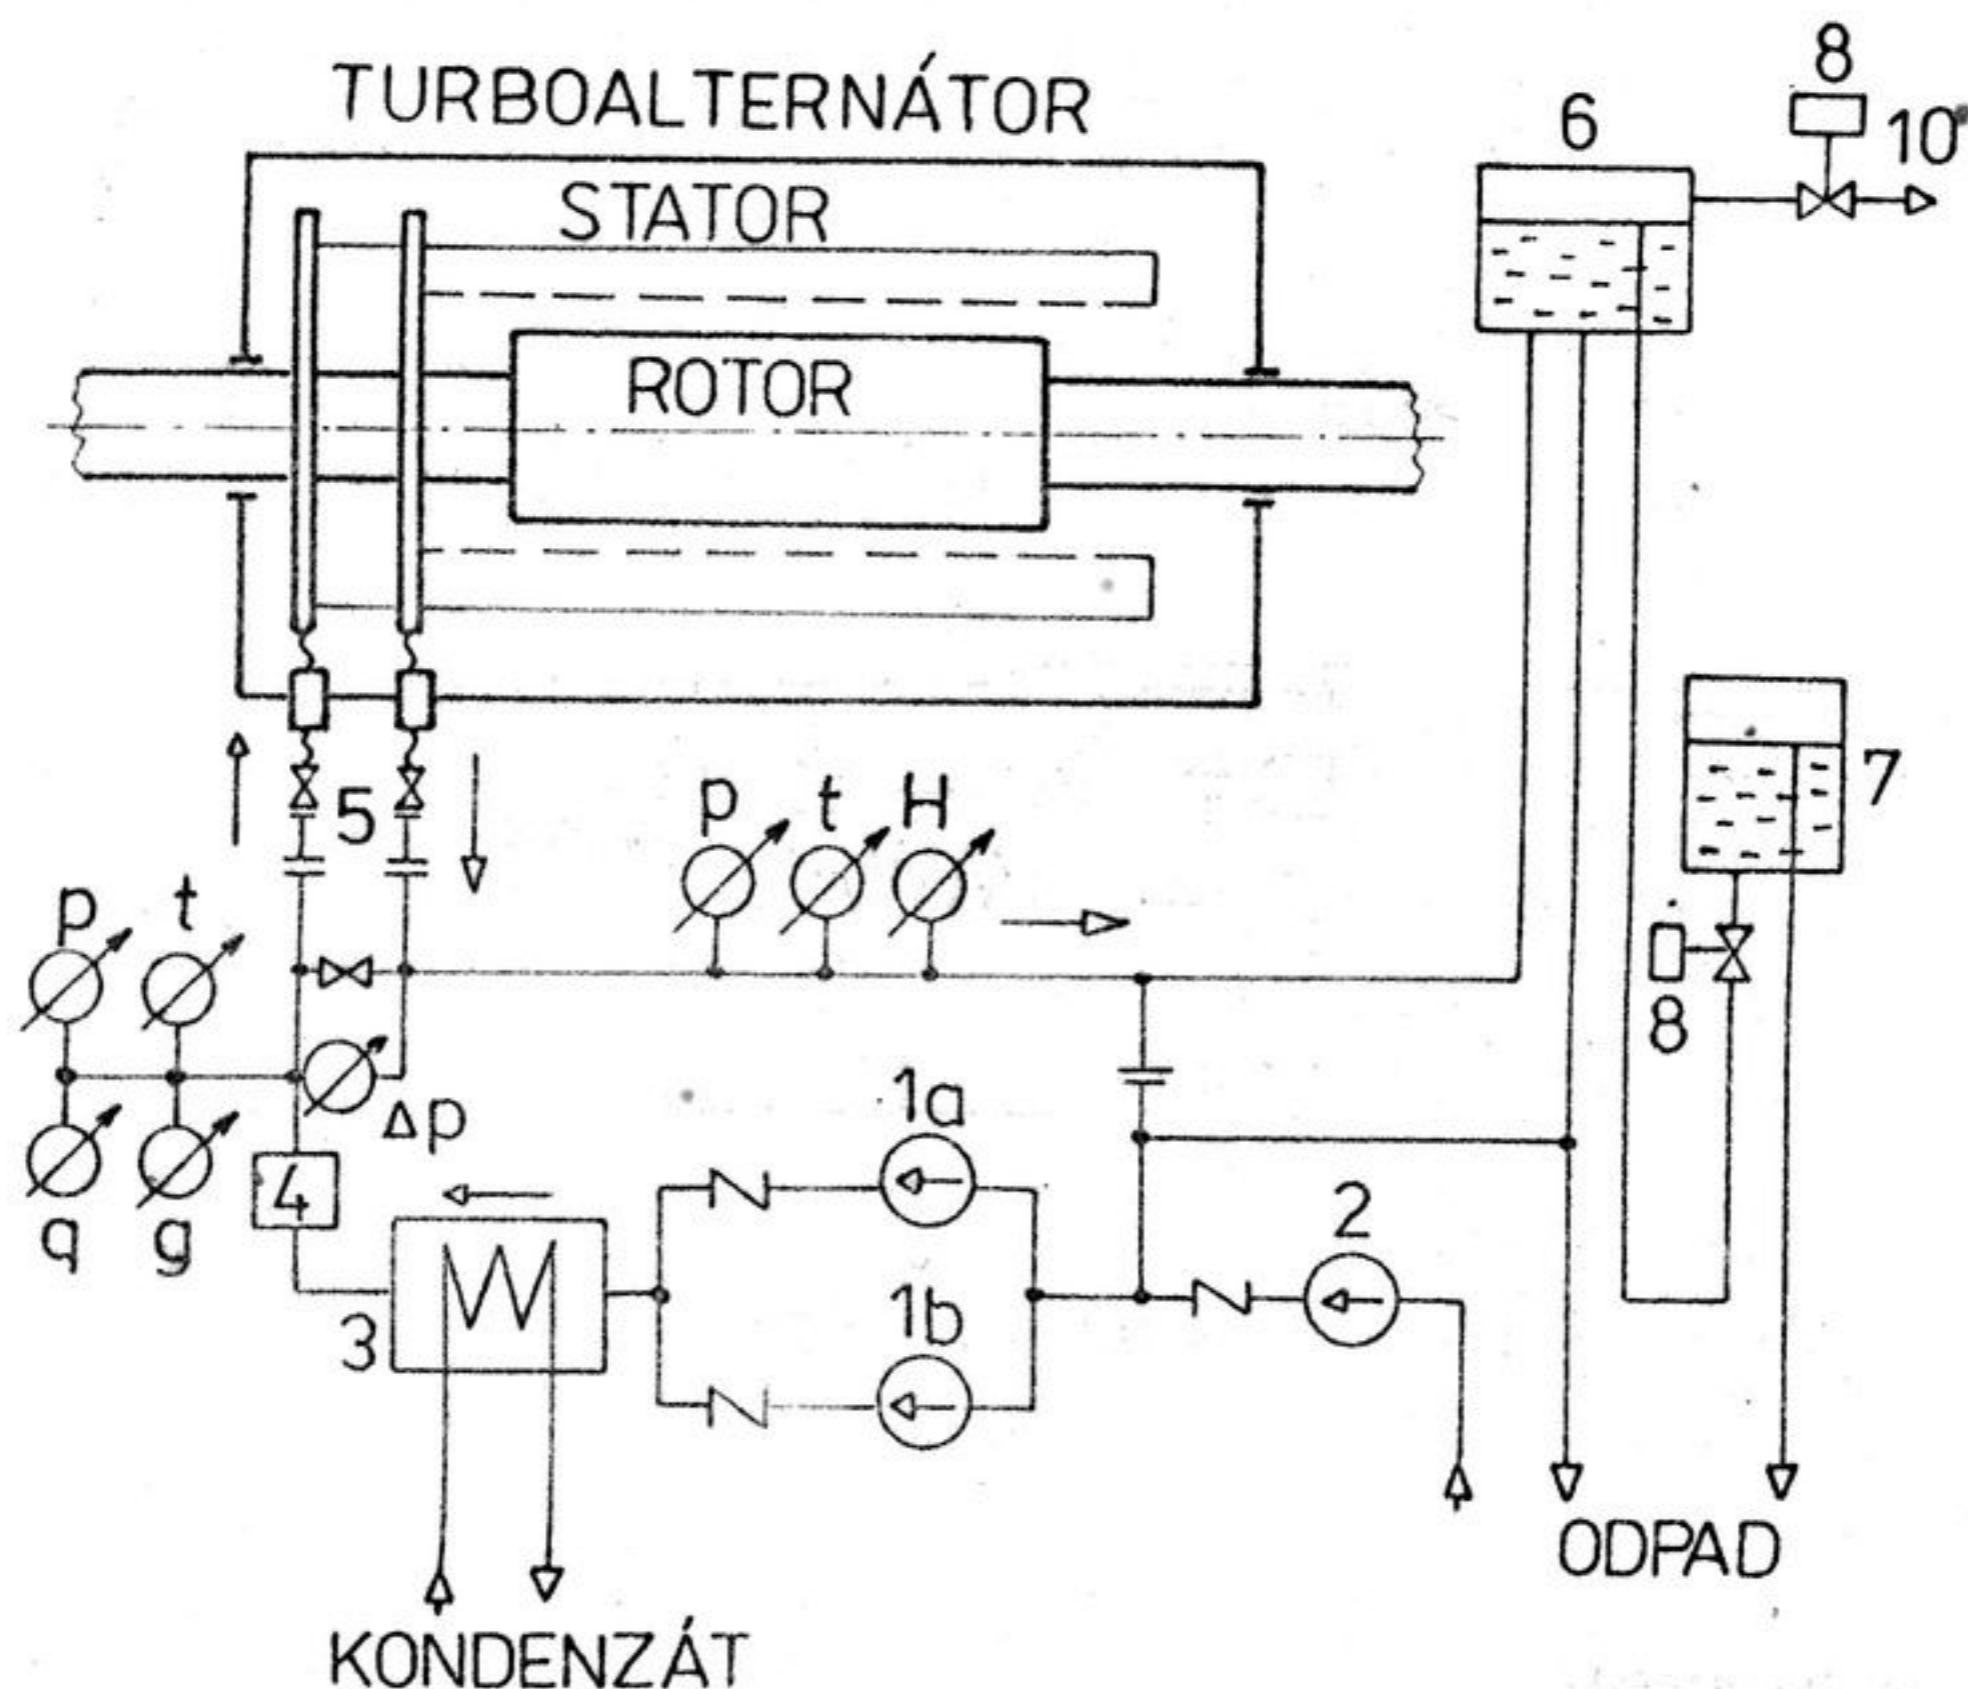 TURBOALTERNÁTOR
8
6
10
STATOR
ROTOR
7
5
p t H
p t
8
Δp
1a
q g
4
2
1b
3
ODPAD
KONDENZÁT